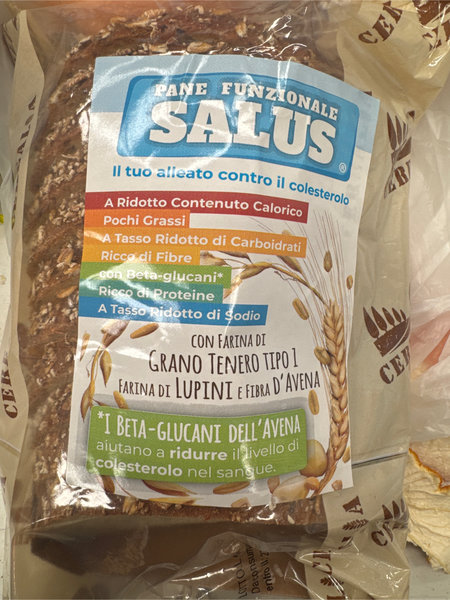 PANE FUNZIONALE
SALUS®
Il tuo alleato contro il colesterolo
A Ridotto Contenuto Calorico
Pochi Grassi
A Tasso Ridotto di Carboidrati
Ricco di Fibre
con Beta-glucani*
Ricco di Proteine
A Tasso Ridotto di Sodio
CON FARINA DI
GRANO TENERO TIPO 1
FARINA DI LUPINI E FIBRA D'AVENA
*I BETA-GLUCANI DELL'AVENA
aiutano a ridurre il livello di
colesterolo nel sangue.